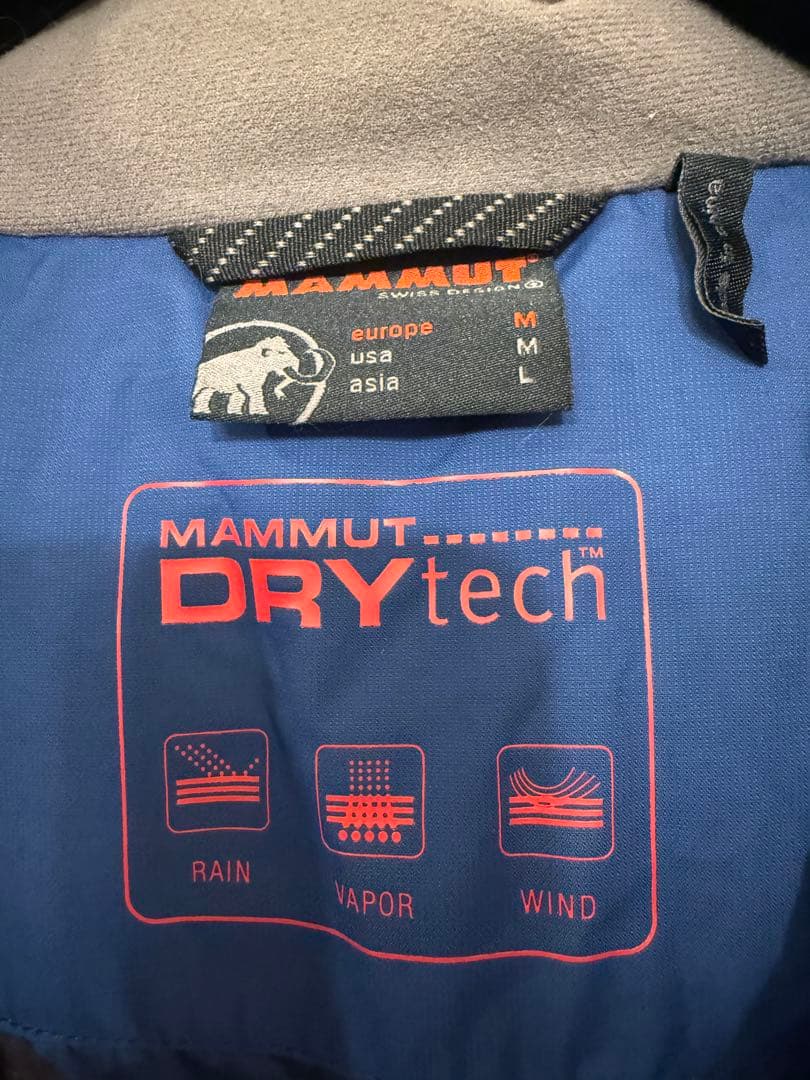 MAMMUT
SWISS DESIGN®
europe M
usa M
asia L
MAMMUT
DRYtech™
RAIN
VAPOR
WIND